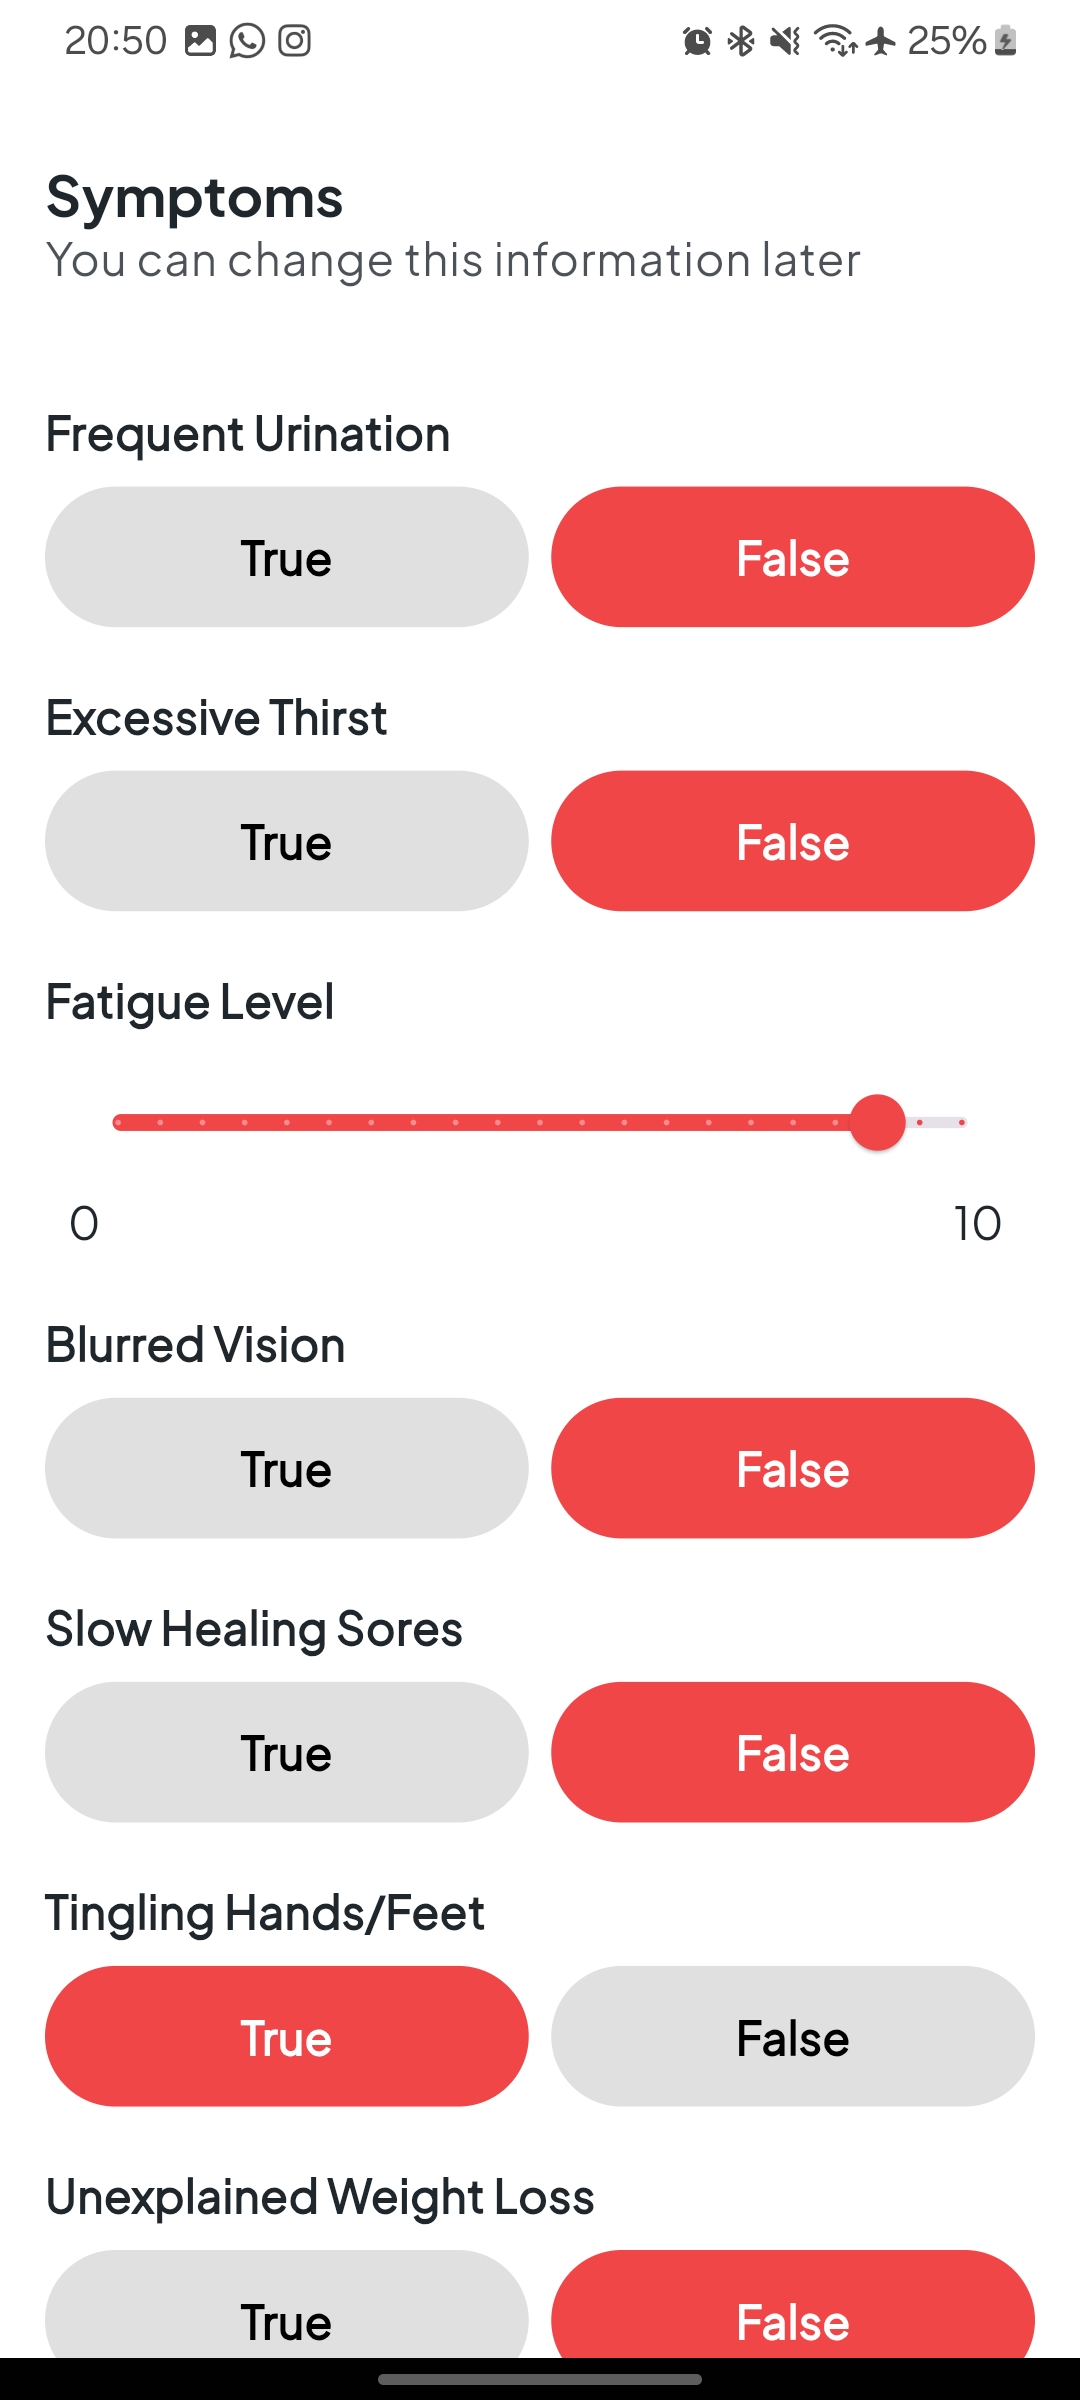 20:50 25%
Symptoms
You can change this information later
Frequent Urination
True False
Excessive Thirst
True False
Fatigue Level
0 10
Blurred Vision
True False
Slow Healing Sores
True False
Tingling Hands/Feet
True False
Unexplained Weight Loss
True False